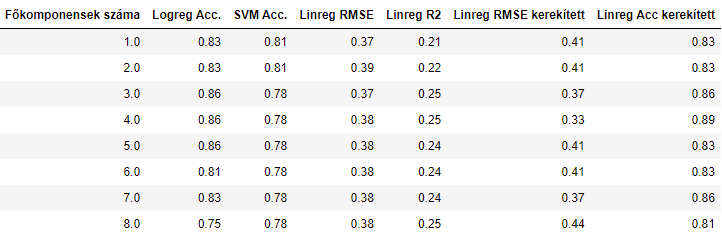 Főkomponensek száma Logreg Acc. SVM Acc. Linreg RMSE Linreg R2 Linreg RMSE kerekített Linreg Acc kerekített
1.0 0.83 0.81 0.37 0.21 0.41 0.83
2.0 0.83 0.81 0.39 0.22 0.41 0.83
3.0 0.86 0.78 0.37 0.25 0.37 0.86
4.0 0.86 0.78 0.38 0.25 0.33 0.89
5.0 0.86 0.78 0.38 0.24 0.41 0.83
6.0 0.81 0.78 0.38 0.24 0.41 0.83
7.0 0.83 0.78 0.38 0.24 0.37 0.86
8.0 0.75 0.78 0.38 0.25 0.44 0.81